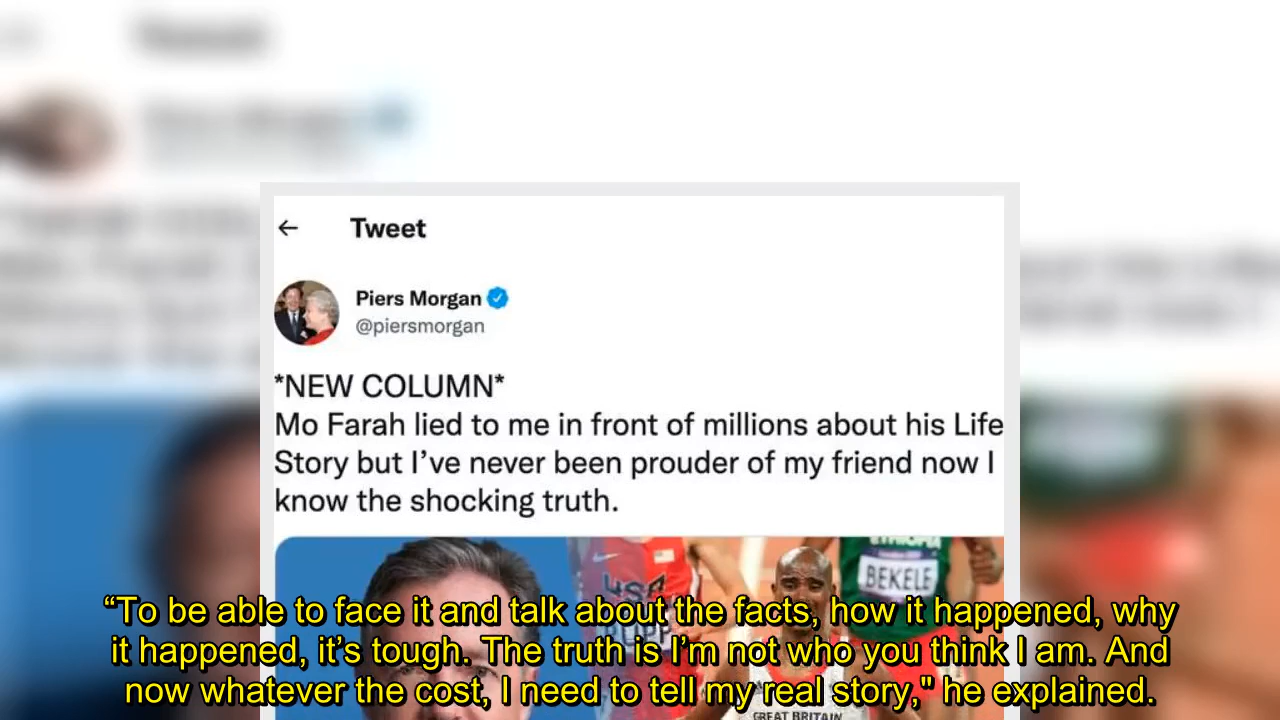 Tweet
Piers Morgan
@piersmorgan
*NEW COLUMN*
Mo Farah lied to me in front of millions about his Life
Story but I’ve never been prouder of my friend now I
know the shocking truth.
USA
BEKELE
“To be able to face it and talk about the facts, how it happened, why
it happened, it’s tough. The truth is I’m not who you think I am. And
now whatever the cost, I need to tell my real story," he explained.
GREAT BRITAIN